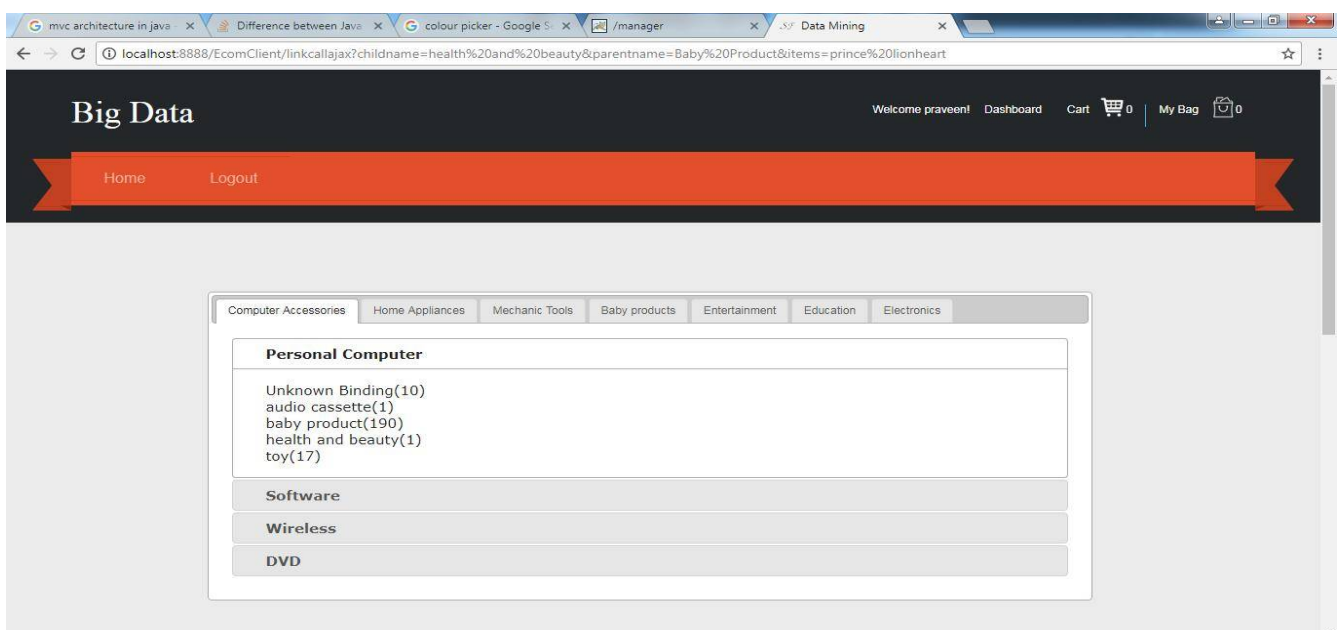 mvc architecture in java -
Difference between Java
colour picker - Google S
/manager
Data Mining
localhost:8888/EcomClient/linkcallajax?childname=health%20and%20beauty&parentname=Baby%20Product&items=prince%20lionheart
Big Data
Welcome praveen! Dashboard Cart 0 My Bag 0
Home Logout
Computer Accessories Home Appliances Mechanic Tools Baby products Entertainment Education Electronics
Personal Computer
Unknown Binding(10)
audio cassette(1)
baby product(190)
health and beauty(1)
toy(17)
Software
Wireless
DVD